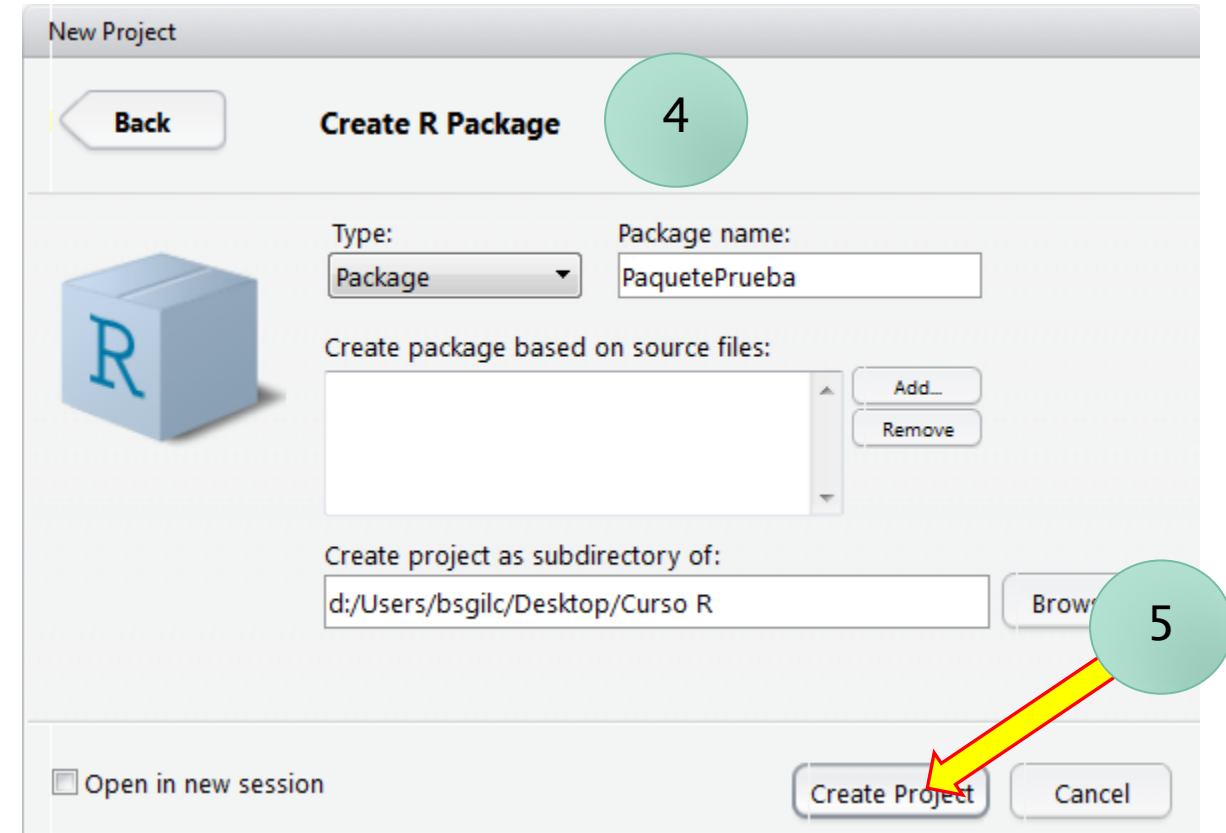 New Project
Back
Create R Package
4
Type:
Package name:
Package
PaquetePrueba
R
Create package based on source files:
Add...
Remove
Create project as subdirectory of:
d:/Users/bsgilc/Desktop/Curso R
Brow
5
Open in new session
Create Project
Cancel